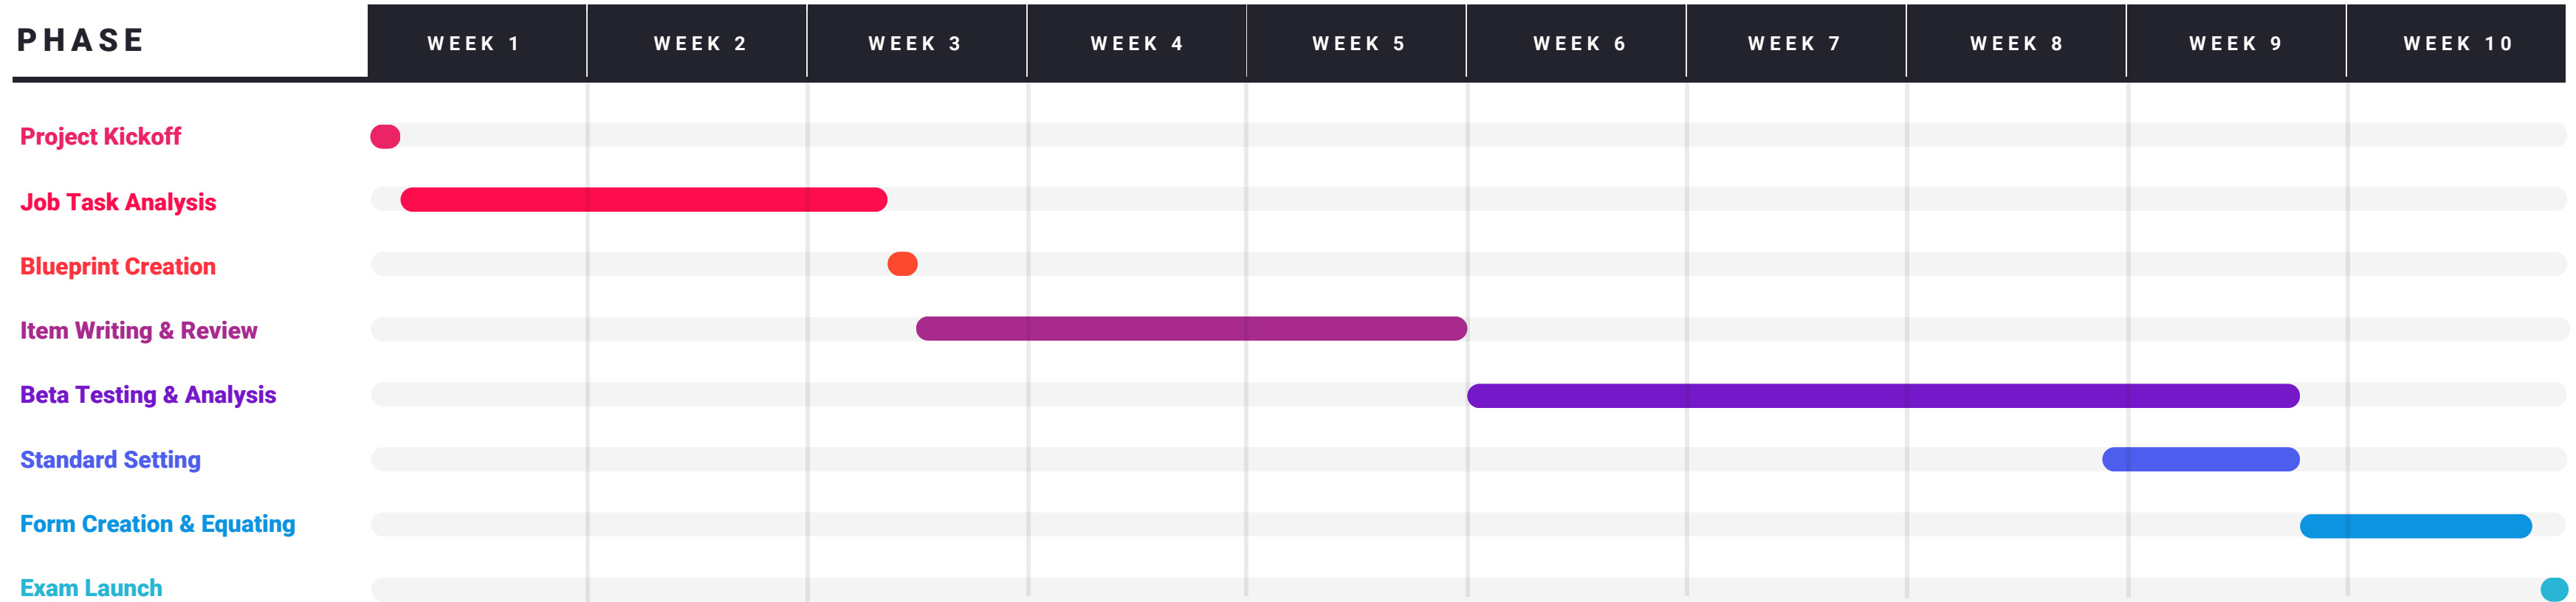 PHASE WEEK 1 WEEK 2 WEEK 3 WEEK 4 WEEK 5 WEEK 6 WEEK 7 WEEK 8 WEEK 9 WEEK 10
Project Kickoff
Job Task Analysis
Blueprint Creation
Item Writing & Review
Beta Testing & Analysis
Standard Setting
Form Creation & Equating
Exam Launch